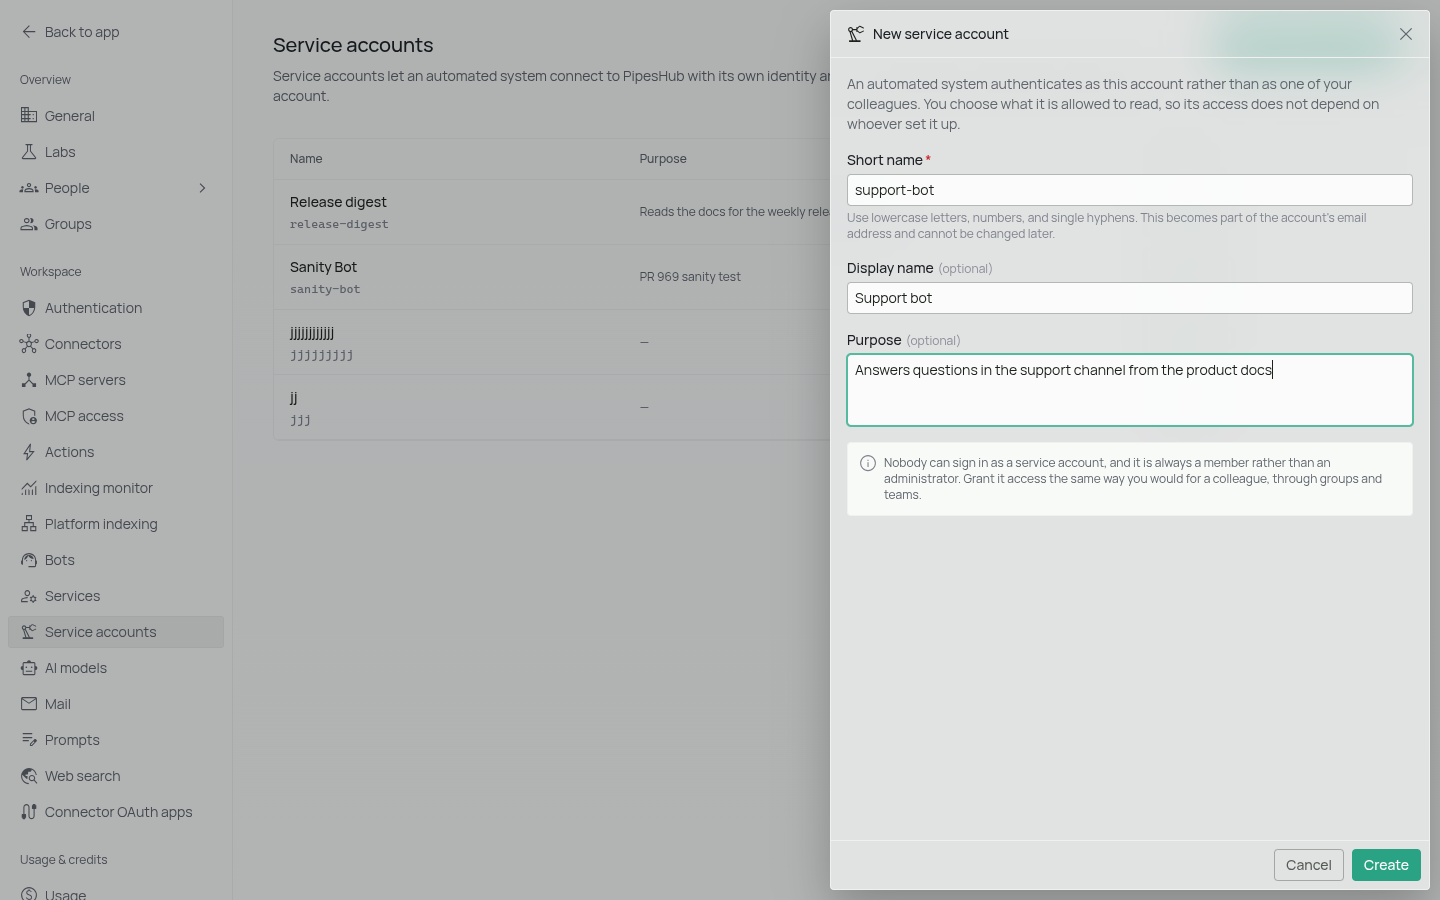 Back to app
Overview
General
Labs
People
Groups
Workspace
Authentication
Connectors
MCP servers
MCP access
Actions
Indexing monitor
Platform indexing
Bots
Services
Service accounts
AI models
Mail
Prompts
Web search
Connector OAuth apps
Usage & credits
Usage
Service accounts
Service accounts let an automated system connect to PipesHub with its own identity
account.
Name Purpose
Release digest
release-digest
Reads the docs for the weekly
Sanity Bot
sanity-bot
PR 969 sanity test
jjjjjjjjjjjj
jjjjjjjjj
—
jj
jjj
—
New service account
An automated system authenticates as this account rather than as one of your
colleagues. You choose what it is allowed to read, so its access does not depend on
whoever set it up.
Short name *
support-bot
Use lowercase letters, numbers, and single hyphens. This becomes part of the account's email
address and cannot be changed later.
Display name (optional)
Support bot
Purpose (optional)
Answers questions in the support channel from the product docs
Nobody can sign in as a service account, and it is always a member rather than an
administrator. Grant it access the same way you would for a colleague, through groups and
teams.
Cancel
Create